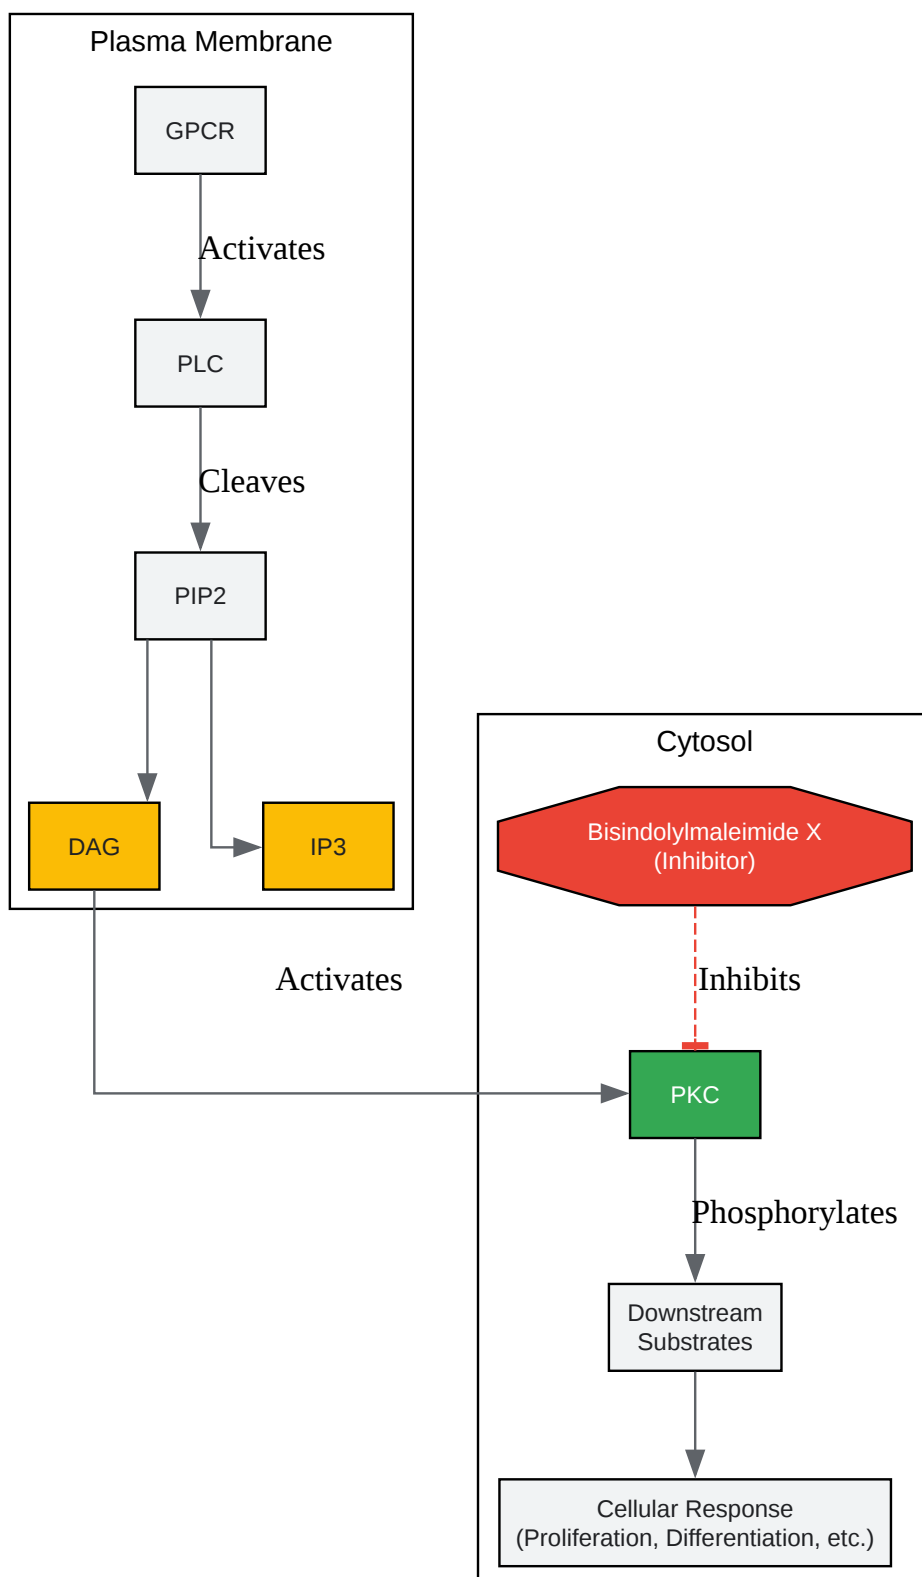 Plasma Membrane
GPCR
Activates
PLC
Cleaves
PIP2
DAG
IP3
Activates
Cytosol
Bisindolylmaleimide X
(Inhibitor)
Inhibits
PKC
Phosphorylates
Downstream
Substrates
Cellular Response
(Proliferation, Differentiation, etc.)